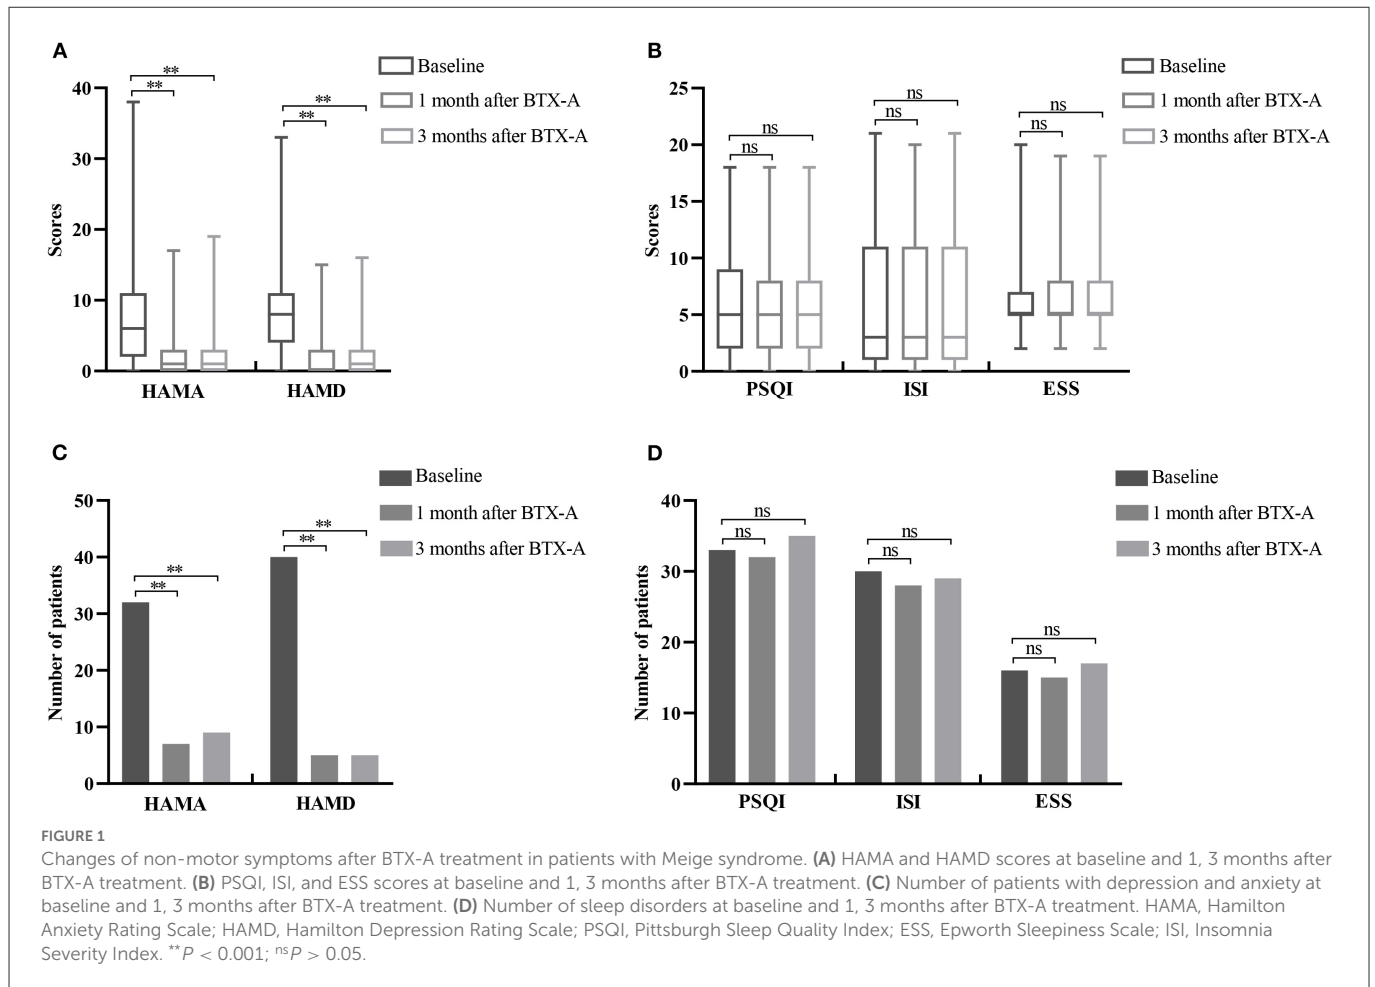 A
Baseline
1 month after BTX-A
3 months after BTX-A
40
30
20
10
0
Scores
**
**
**
**
HAMA
HAMD
B
Baseline
1 month after BTX-A
3 months after BTX-A
25
20
15
10
5
0
Scores
ns
ns
ns
ns
ns
ns
PSQI
ISI
ESS
C
Baseline
1 month after BTX-A
3 months after BTX-A
50
40
30
20
10
0
Number of patients
**
**
**
**
HAMA
HAMD
D
Baseline
1 month after BTX-A
3 months after BTX-A
40
30
20
10
0
Number of patients
ns
ns
ns
ns
ns
ns
PSQI
ISI
ESS
FIGURE 1
Changes of non-motor symptoms after BTX-A treatment in patients with Meige syndrome. (A) HAMA and HAMD scores at baseline and 1, 3 months after
BTX-A treatment. (B) PSQI, ISI, and ESS scores at baseline and 1, 3 months after BTX-A treatment. (C) Number of patients with depression and anxiety at
baseline and 1, 3 months after BTX-A treatment. (D) Number of sleep disorders at baseline and 1, 3 months after BTX-A treatment. HAMA, Hamilton
Anxiety Rating Scale; HAMD, Hamilton Depression Rating Scale; PSQI, Pittsburgh Sleep Quality Index; ESS, Epworth Sleepiness Scale; ISI, Insomnia
Severity Index. **P < 0.001; nsP > 0.05.